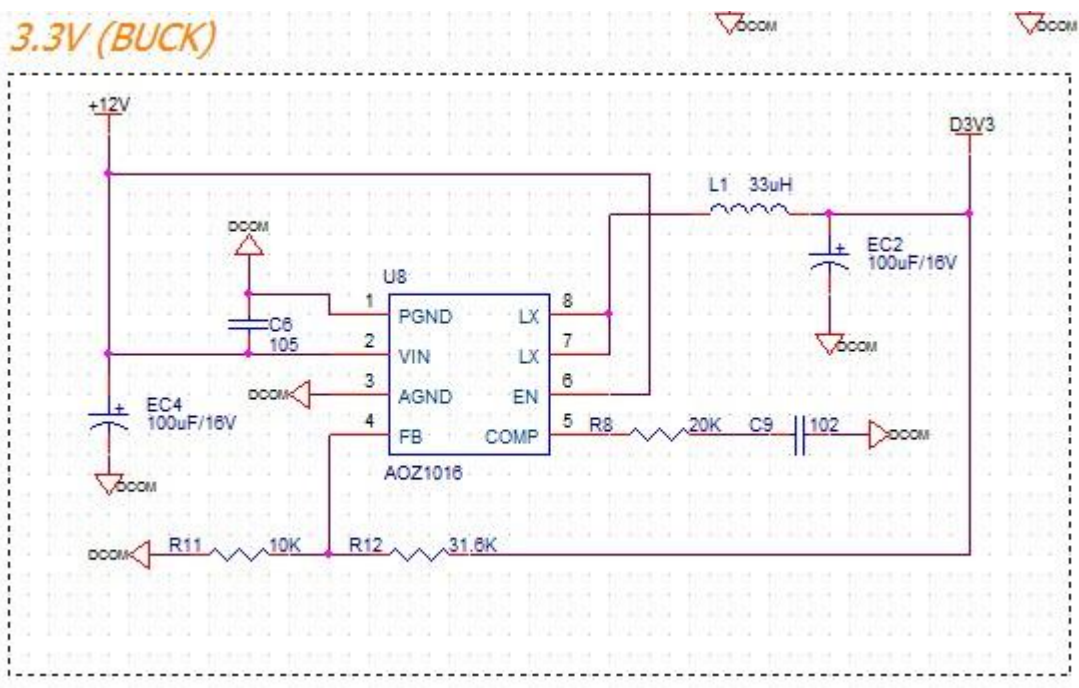 3.3V (BUCK)
DCOM
DCOM
+12V
D3V3
L1 33uH
DCOM
EC2
100uF/16V
U8
1
PGND
LX
8
C6
105
2
VIN
LX
7
DCOM
DCOM
3
AGND
EN
6
EC4
100uF/16V
4
FB
COMP
5
R8
20K
C9
102
DCOM
AOZ1016
DCOM
DCOM
R11
10K
R12
31.6K